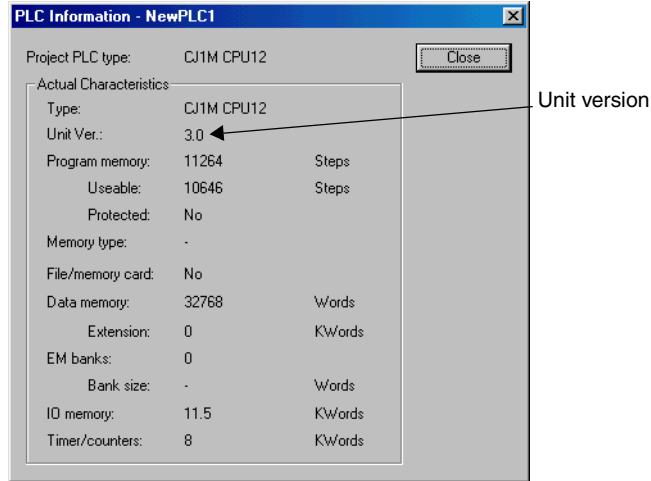 PLC Information - NewPLC1
Project PLC type: CJ1M CPU12 Close
Actual Characteristics
Type: CJ1M CPU12
Unit version
Unit Ver.: 3.0
Program memory: 11264 Steps
Useable: 10646 Steps
Protected: No
Memory type: -
File/memory card: No
Data memory: 32768 Words
Extension: 0 KWords
EM banks: 0
Bank size: - Words
IO memory: 11.5 KWords
Timer/counters: 8 KWords